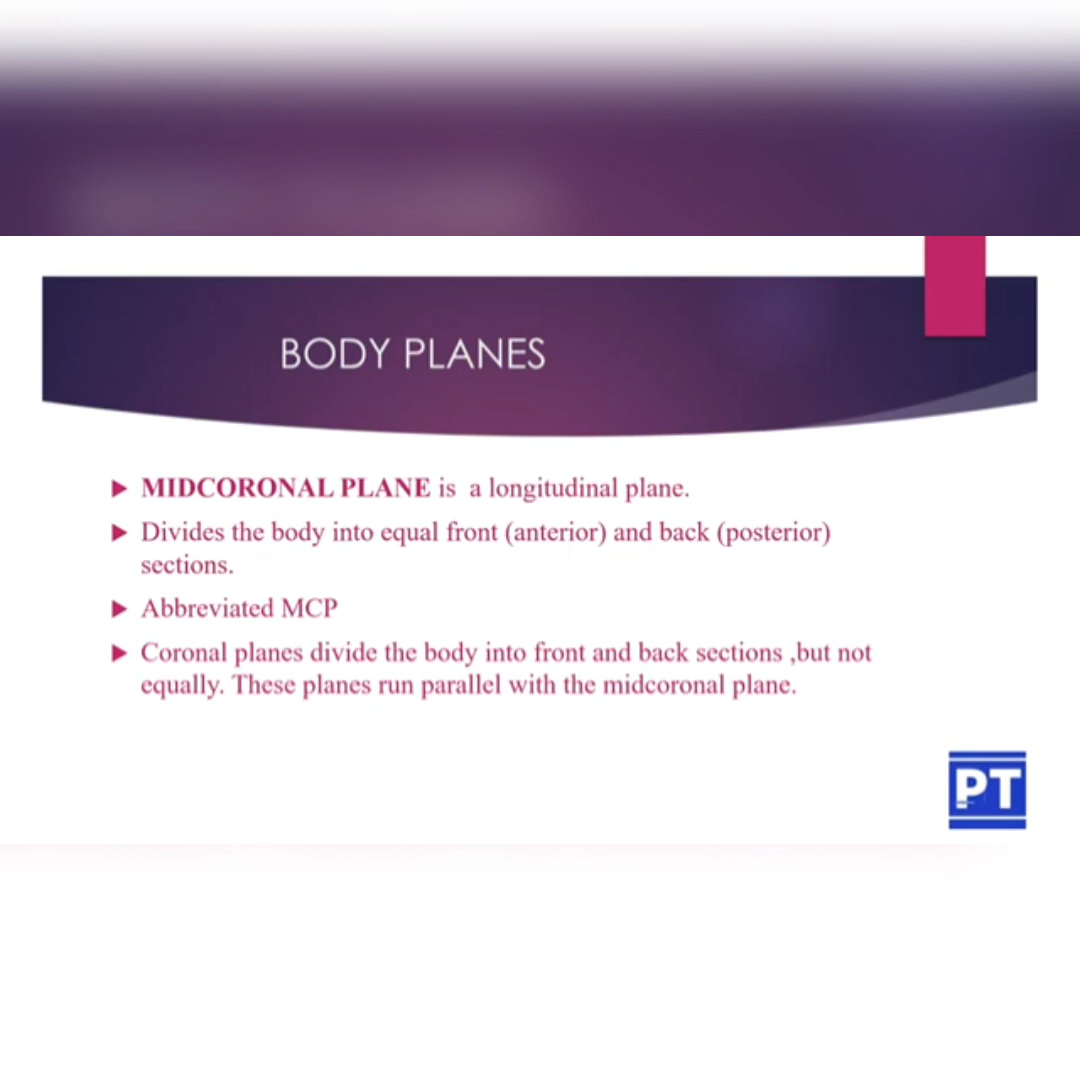 BODY PLANES
MIDCORONAL PLANE is a longitudinal plane.
Divides the body into equal front (anterior) and back (posterior)
sections.
Abbreviated MCP
Coronal planes divide the body into front and back sections ,but not
equally. These planes run parallel with the midcoronal plane.
PT